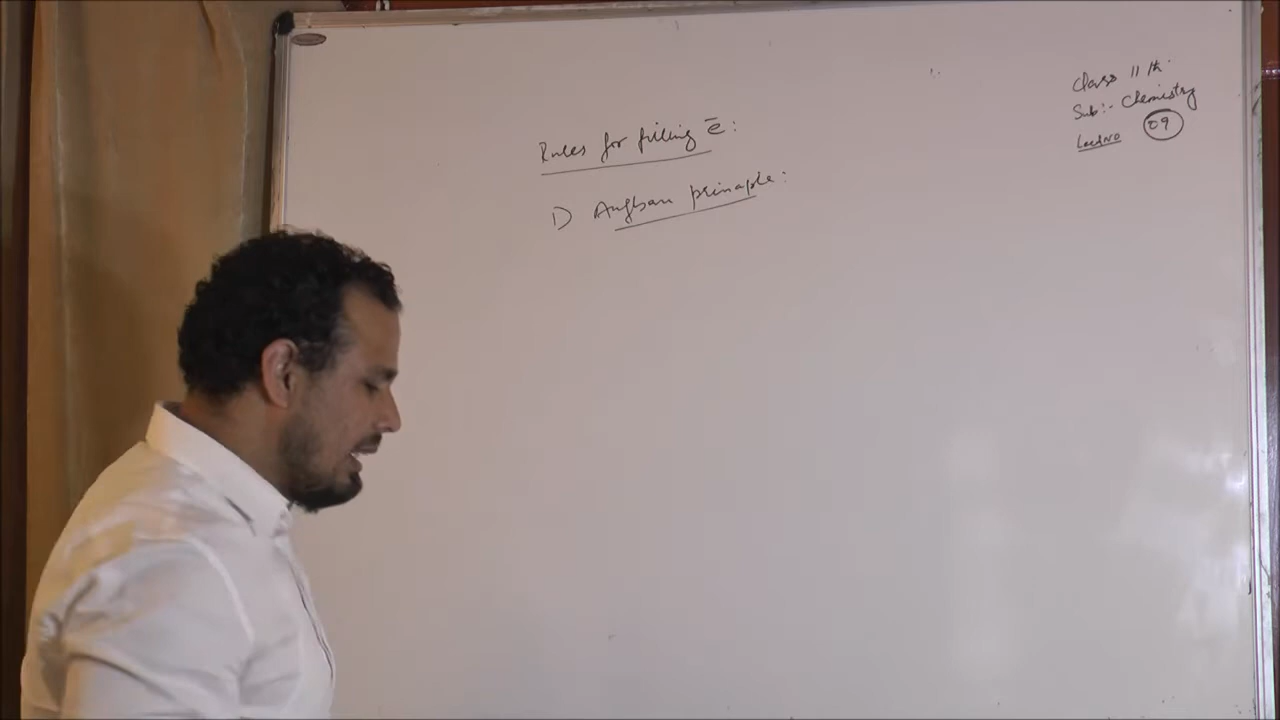 Class 11th.
Sub:- Chemistry
Lect NO 09
Rules for filling ē:
1) Aufbau principle: